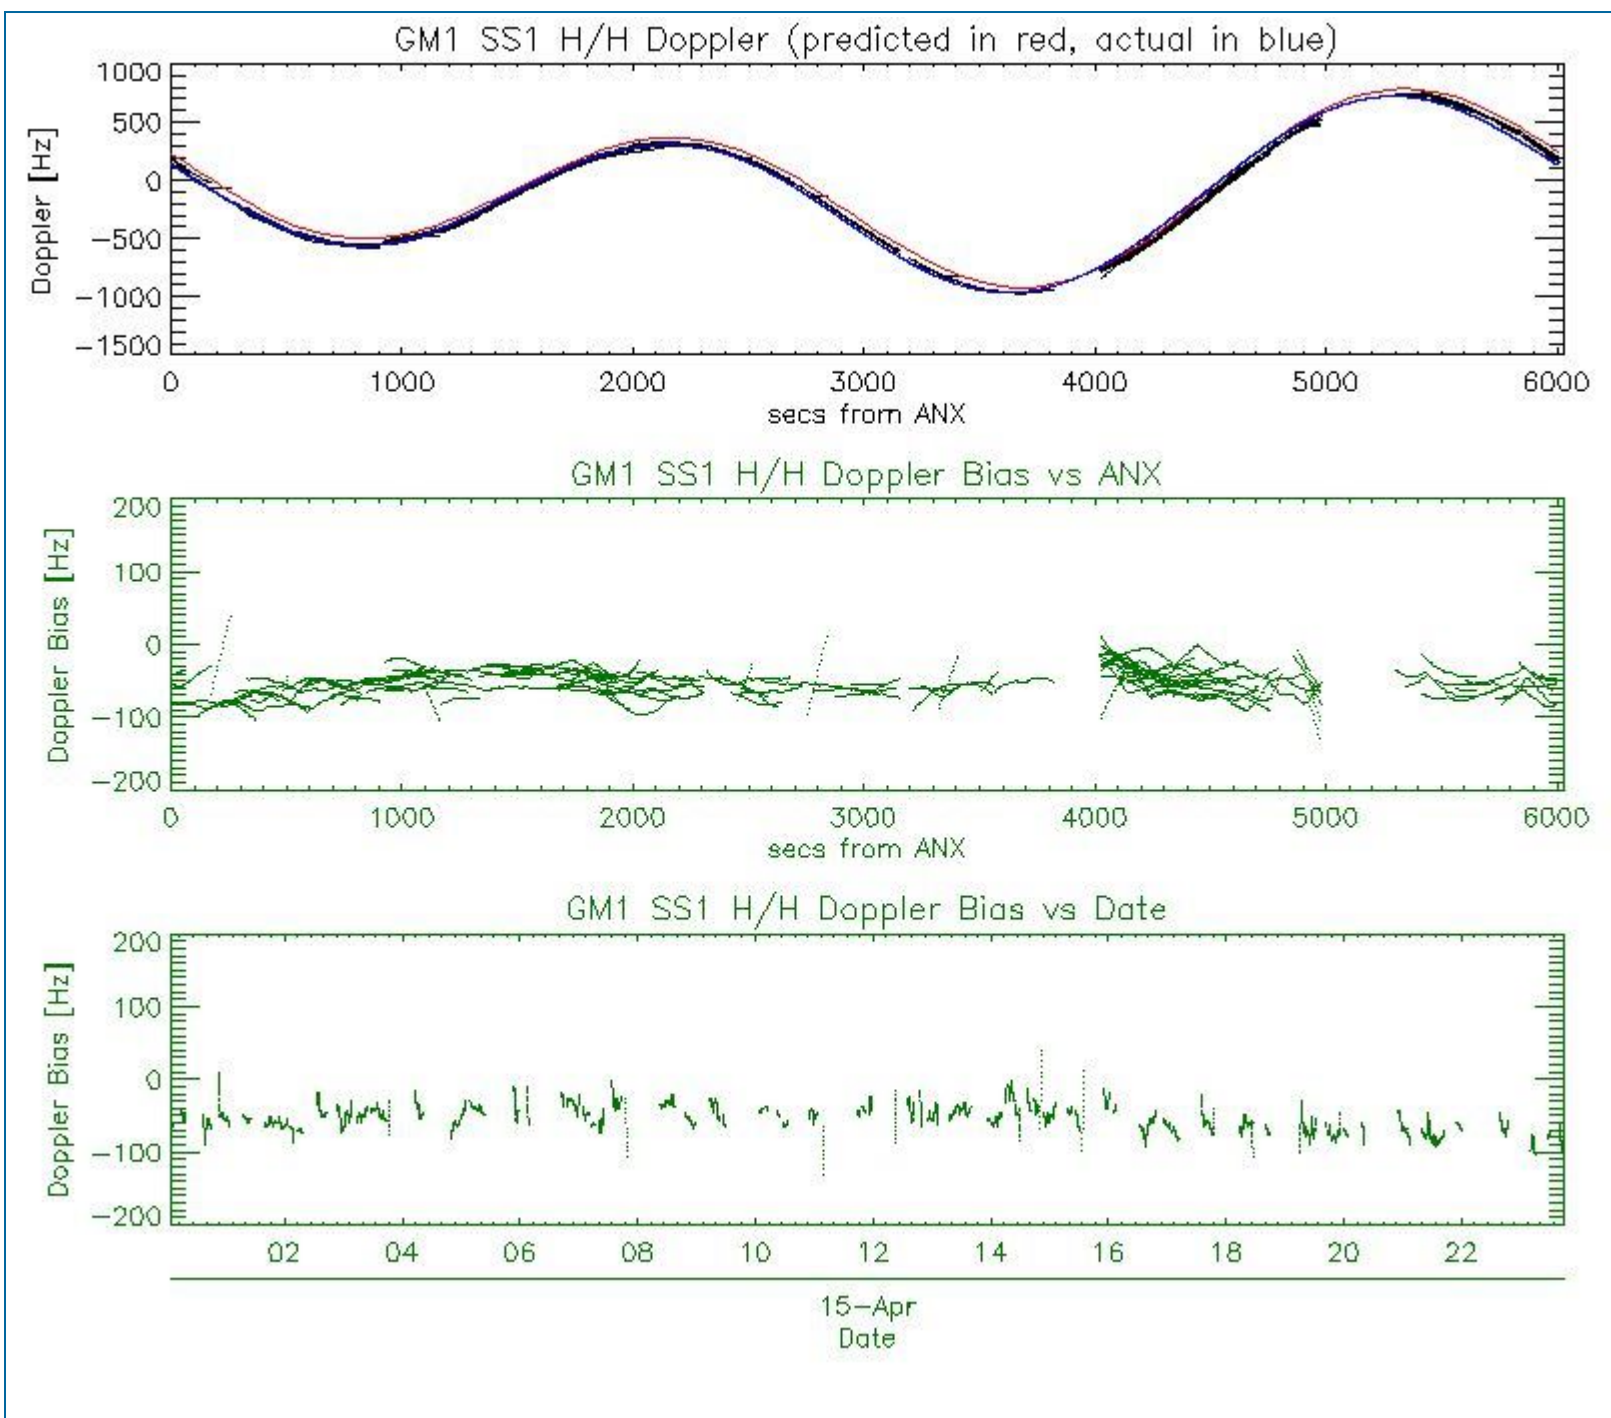 GM1 SS1 H/H Doppler (predicted in red, actual in blue)
Doppler [Hz]
1000
500
0
-500
-1000
-1500
0 1000 2000 3000 4000 5000 6000
secs from ANX
GM1 SS1 H/H Doppler Bias vs ANX
Doppler Bias [Hz]
200
100
0
-100
-200
0 1000 2000 3000 4000 5000 6000
secs from ANX
GM1 SS1 H/H Doppler Bias vs Date
Doppler Bias [Hz]
200
100
0
-100
-200
02 04 06 08 10 12 14 16 18 20 22
15-Apr
Date